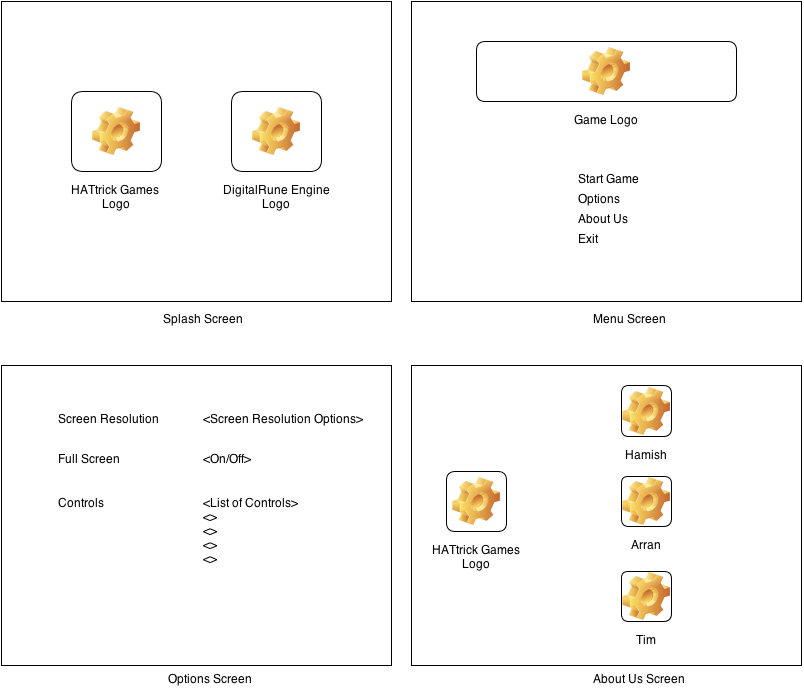 HATtrick Games
Logo
DigitalRune Engine
Logo
Splash Screen
Game Logo
Start Game
Options
About Us
Exit
Menu Screen
Screen Resolution <Screen Resolution Options>
Full Screen <On/Off>
Controls <List of Controls>
<>
<>
<>
<>
Options Screen
HATtrick Games
Logo
Hamish
Arran
Tim
About Us Screen